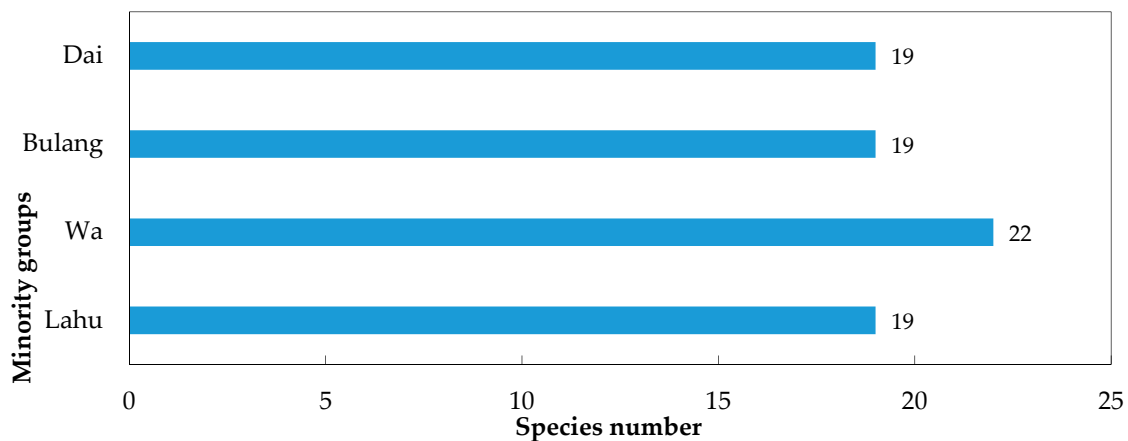 Dai
19
Bulang
19
Minority groups
Wa
22
Lahu
19
0 5 10 15 20 25
Species number